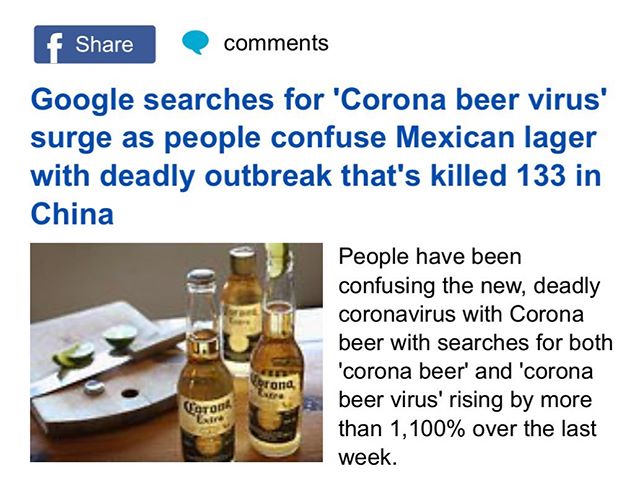 f Share
comments
Google searches for 'Corona beer virus'
surge as people confuse Mexican lager
with deadly outbreak that's killed 133 in
China
People have been
confusing the new, deadly
coronavirus with Corona
beer with searches for both
'corona beer' and 'corona
beer virus' rising by more
than 1,100% over the last
week.
Corona
Extra
Corona
Extra
Corona
Extra